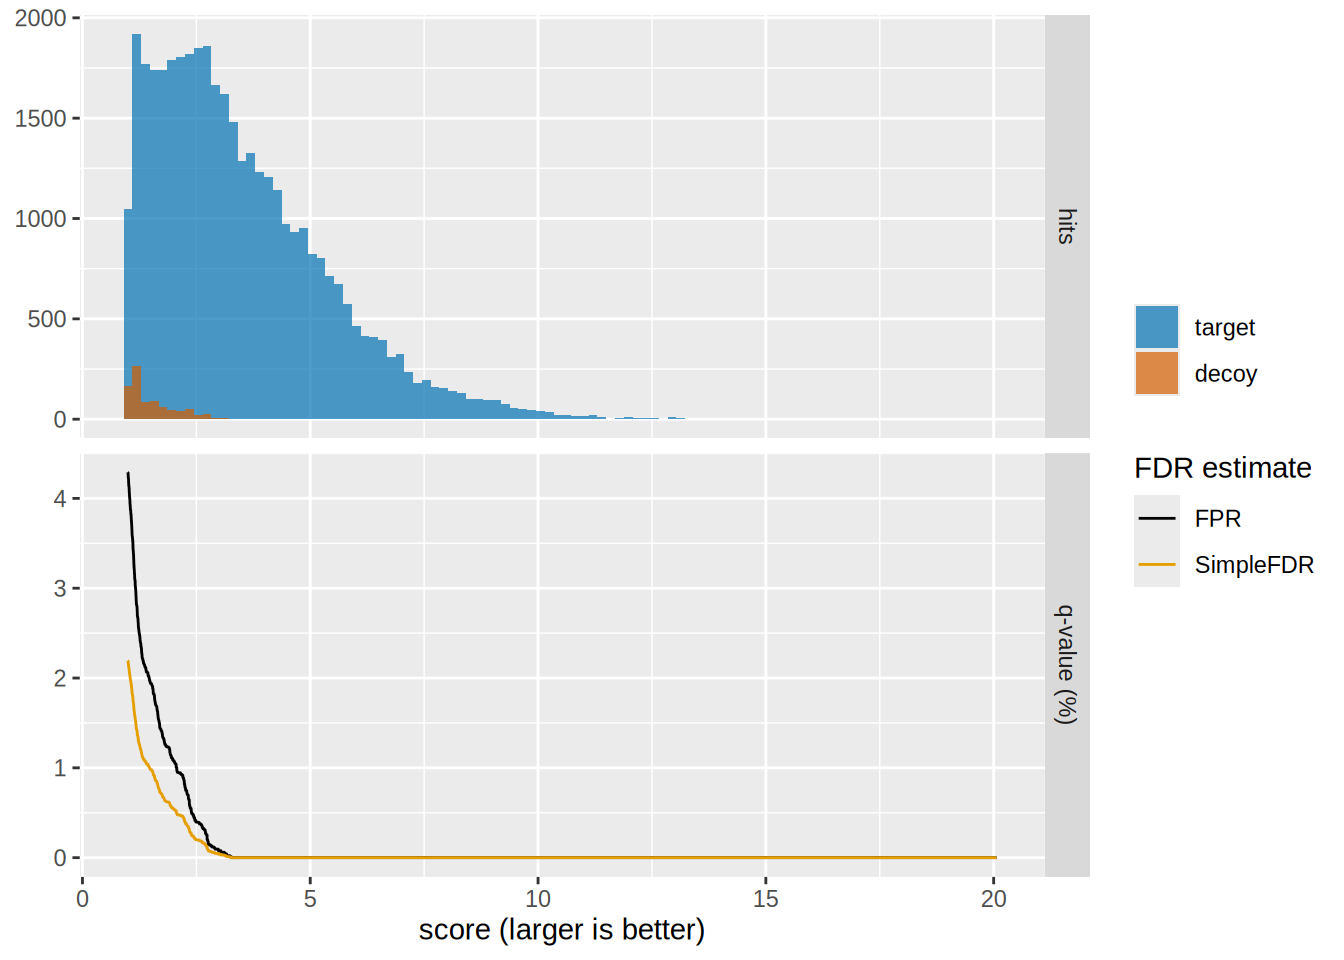 2000
1500
1000
500
0
hits
4
3
2
1
0
q-value (%)
0 5 10 15 20
score (larger is better)
target
decoy
FDR estimate
FPR
SimpleFDR